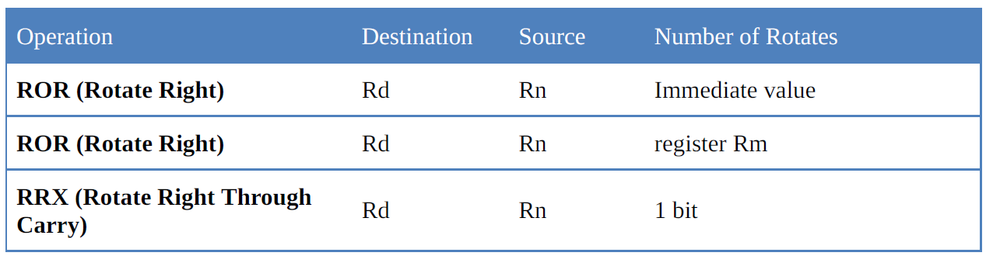 Operation Destination Source Number of Rotates
ROR (Rotate Right) Rd Rn Immediate value
ROR (Rotate Right) Rd Rn register Rm
RRX (Rotate Right Through
Carry) Rd Rn 1 bit